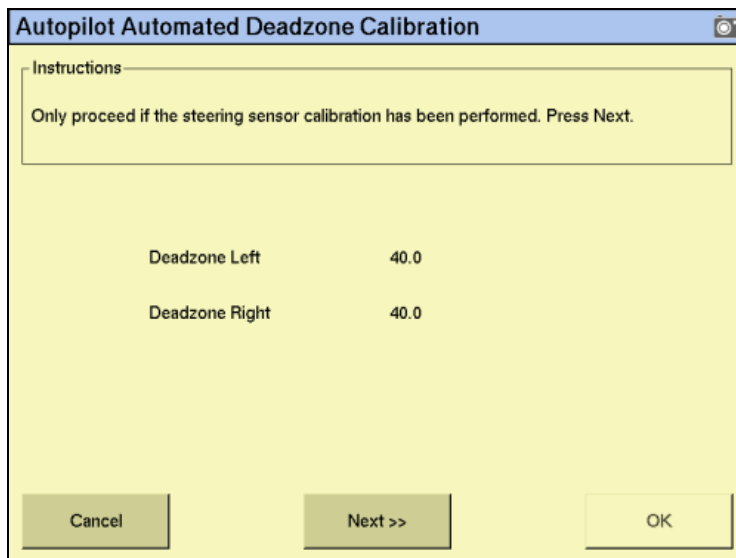 Autopilot Automated Deadzone Calibration
Instructions
Only proceed if the steering sensor calibration has been performed. Press Next.
Deadzone Left 40.0
Deadzone Right 40.0
Cancel Next >> OK